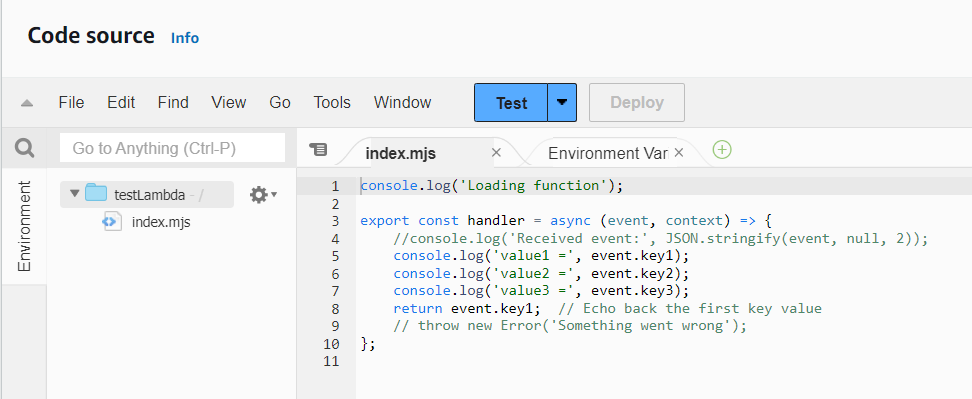 Code source Info
File Edit Find View Go Tools Window Test Deploy
Go to Anything (Ctrl-P)
index.mjs × Environment Var ×
Environment
testLambda - /
index.mjs
1 console.log('Loading function');
2
3 export const handler = async (event, context) => {
4     //console.log('Received event:', JSON.stringify(event, null, 2));
5     console.log('value1 =', event.key1);
6     console.log('value2 =', event.key2);
7     console.log('value3 =', event.key3);
8     return event.key1;  // Echo back the first key value
9     // throw new Error('Something went wrong');
10 };
11